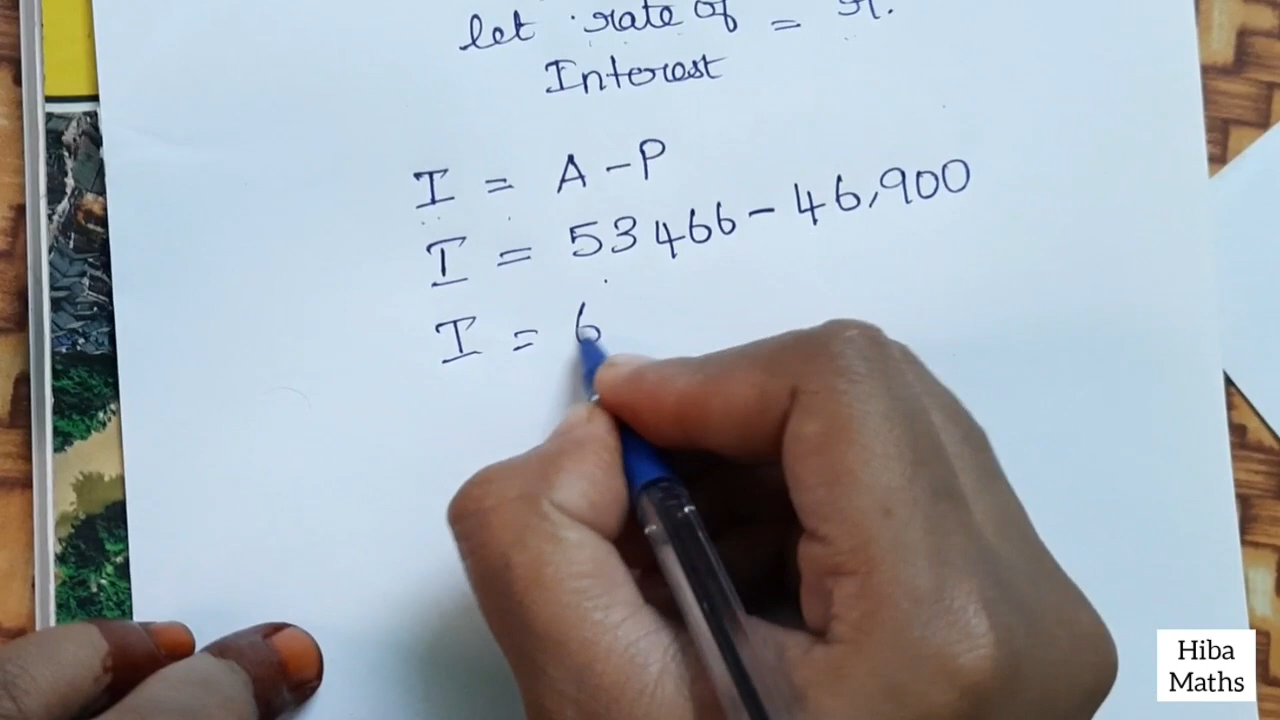 let rate of = r.
Interest
I = A - P
I = 53466 - 46,900
I = 6
Hiba
Maths